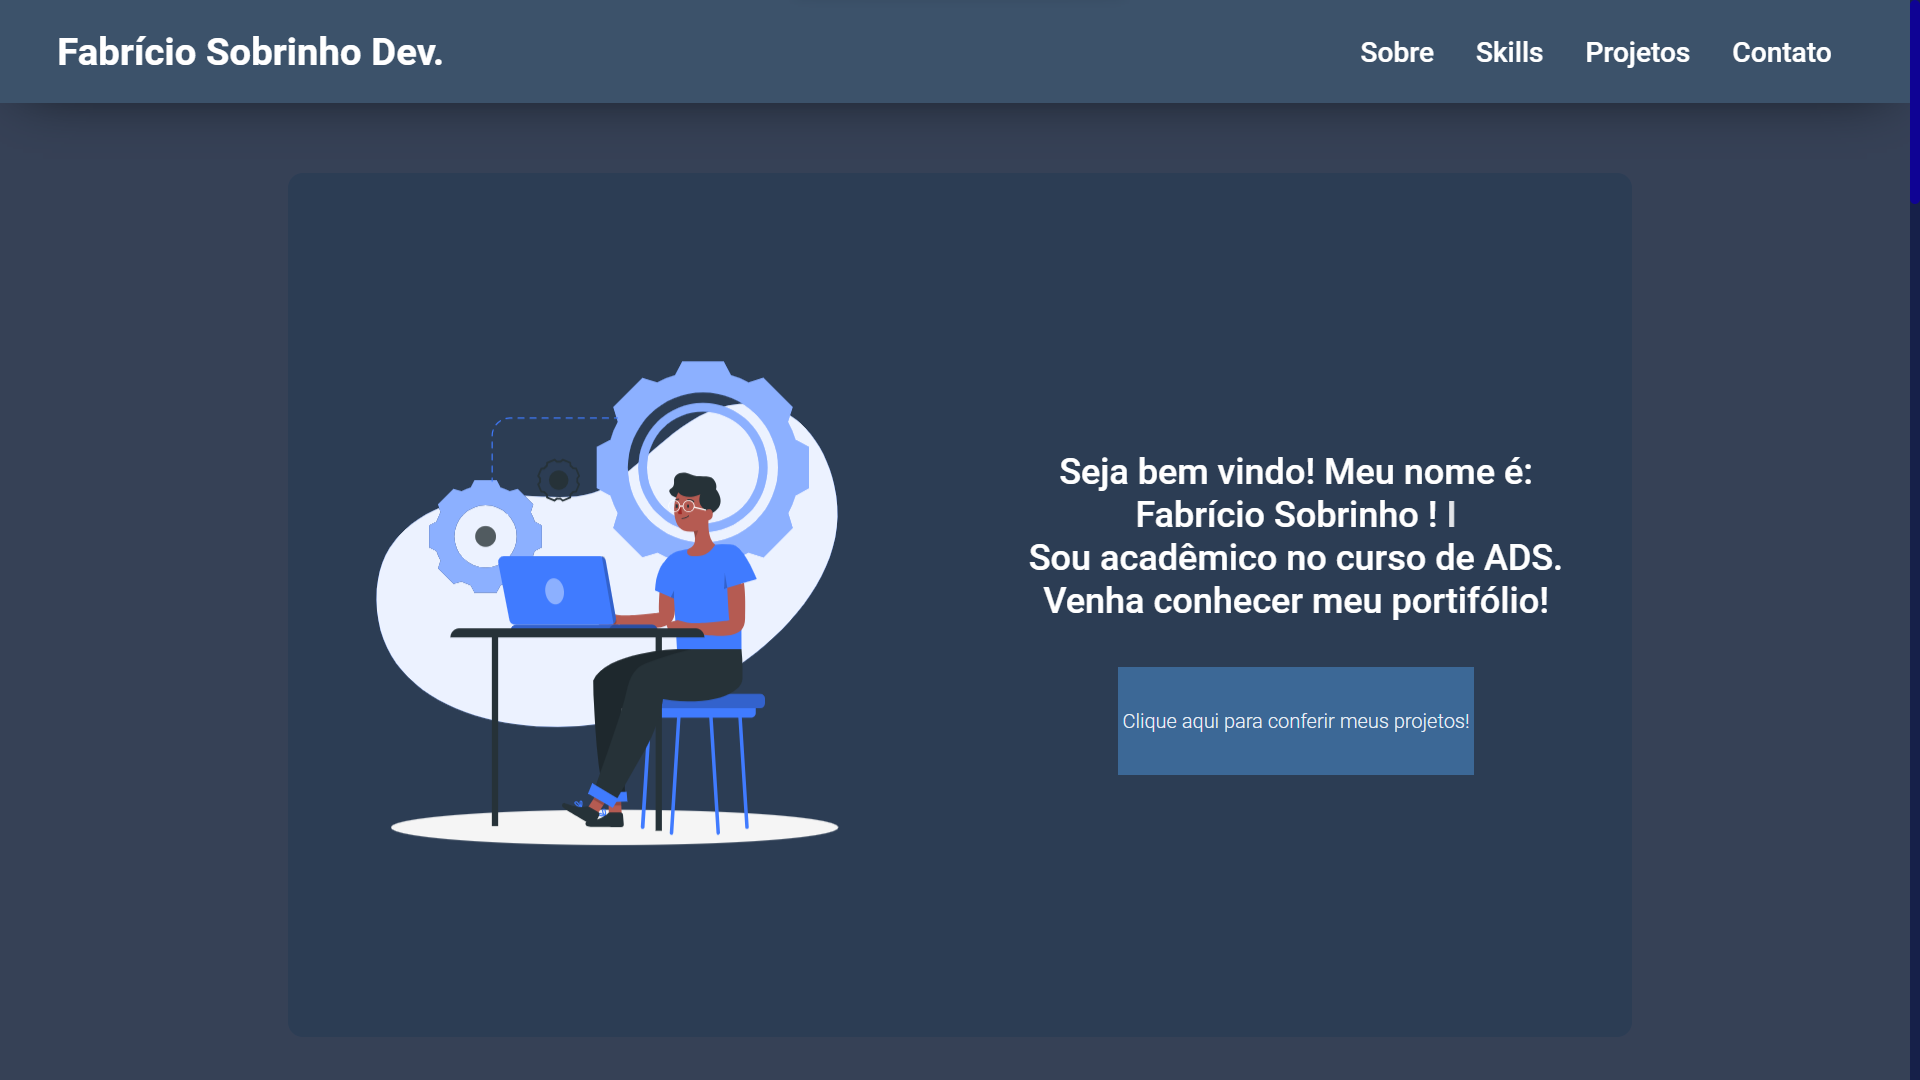 Fabrício Sobrinho Dev.
Sobre Skills Projetos Contato
Seja bem vindo! Meu nome é:
Fabrício Sobrinho ! |
Sou acadêmico no curso de ADS.
Venha conhecer meu portifólio!
Clique aqui para conferir meus projetos!